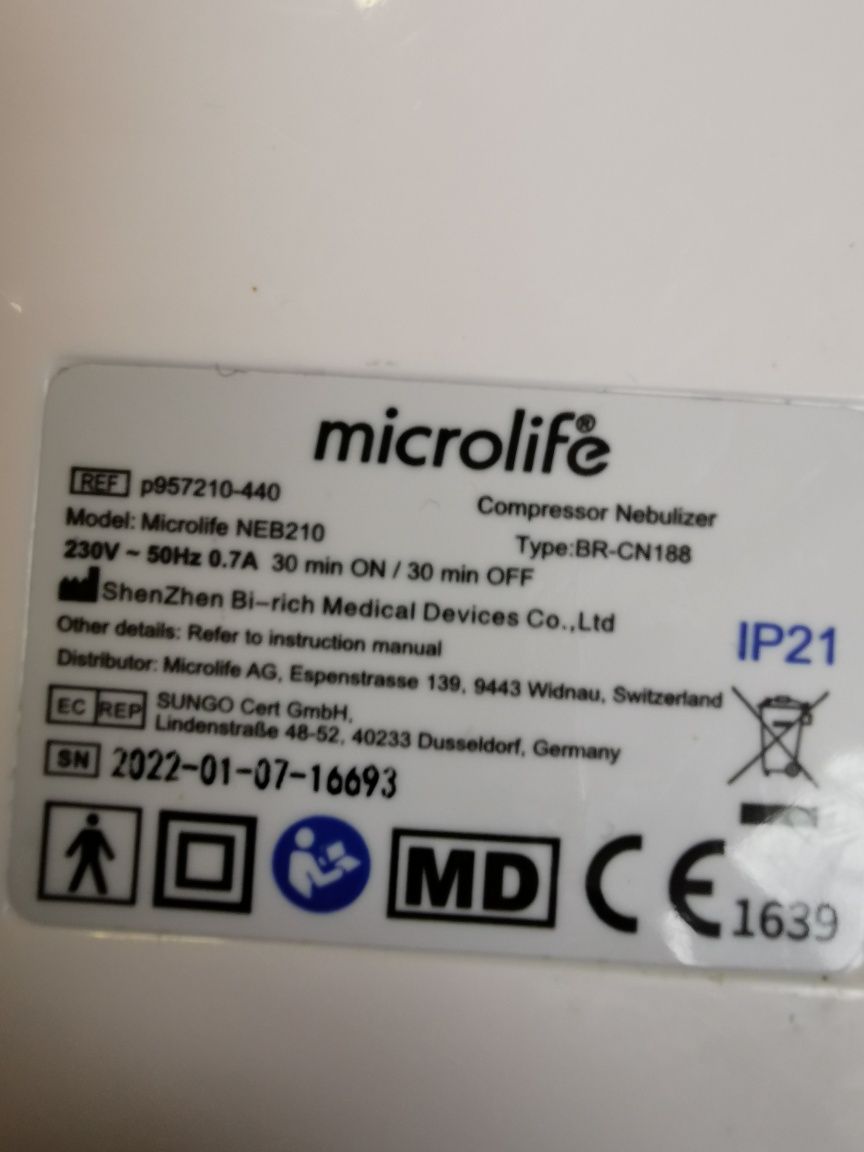 microlife®
REF p957210-440
Compressor Nebulizer
Model: Microlife NEB210
Type:BR-CN188
230V ~ 50Hz 0.7A 30 min ON / 30 min OFF
ShenZhen Bi-rich Medical Devices Co.,Ltd
Other details: Refer to instruction manual
IP21
Distributor: Microlife AG, Espenstrasse 139, 9443 Widnau, Switzerland
EC REP SUNGO Cert GmbH,
Lindenstraße 48-52, 40233 Dusseldorf, Germany
SN 2022-01-07-16693
MD CE 1639